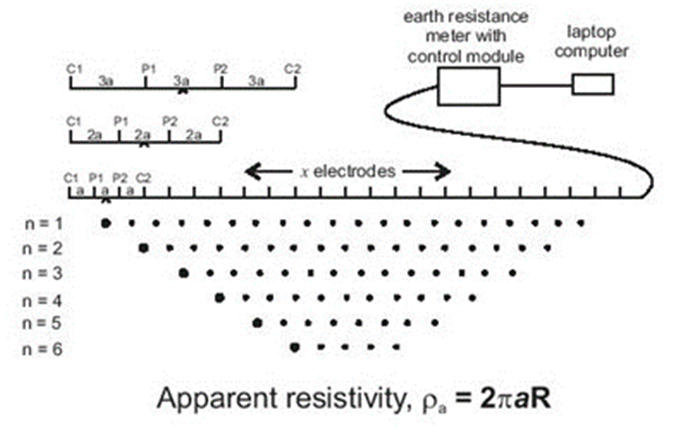 earth resistance
meter with
control module
laptop
computer
C1 P1 P2 C2
3a 3a 3a
C1 P1 P2 C2
2a 2a 2a
x electrodes
C1 P1 P2 C2
a a a
n = 1
n = 2
n = 3
n = 4
n = 5
n = 6
Apparent resistivity, ρₐ = 2πaR